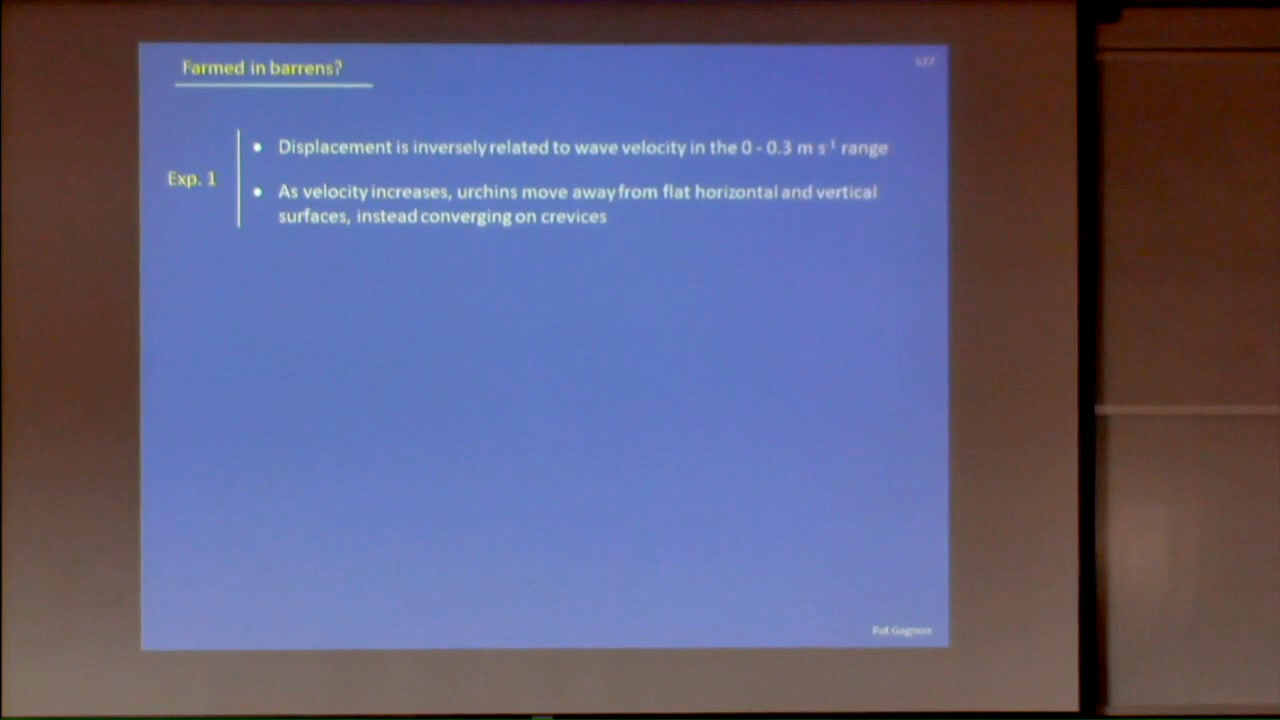 Farmed in barrens?
• Displacement is inversely related to wave velocity in the 0 - 0.3 m s⁻¹ range
Exp. 1
• As velocity increases, urchins move away from flat horizontal and vertical
surfaces, instead converging on crevices
Pat Gagnon